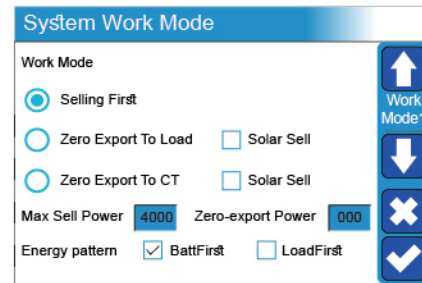 System Work Mode
Work Mode
Selling First
Zero Export To Load Solar Sell
Zero Export To CT Solar Sell
Max Sell Power 4000 Zero-export Power 000
Energy pattern BattFirst LoadFirst
Work
Mode1